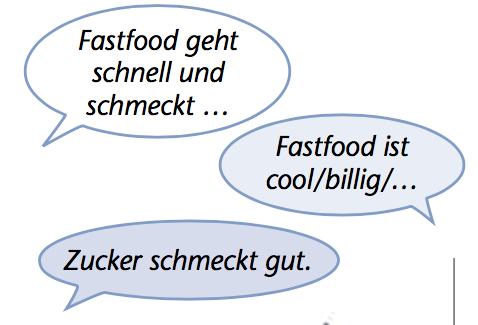 Fastfood geht
schnell und
schmeckt …
Fastfood ist
cool/billig/…
Zucker schmeckt gut.